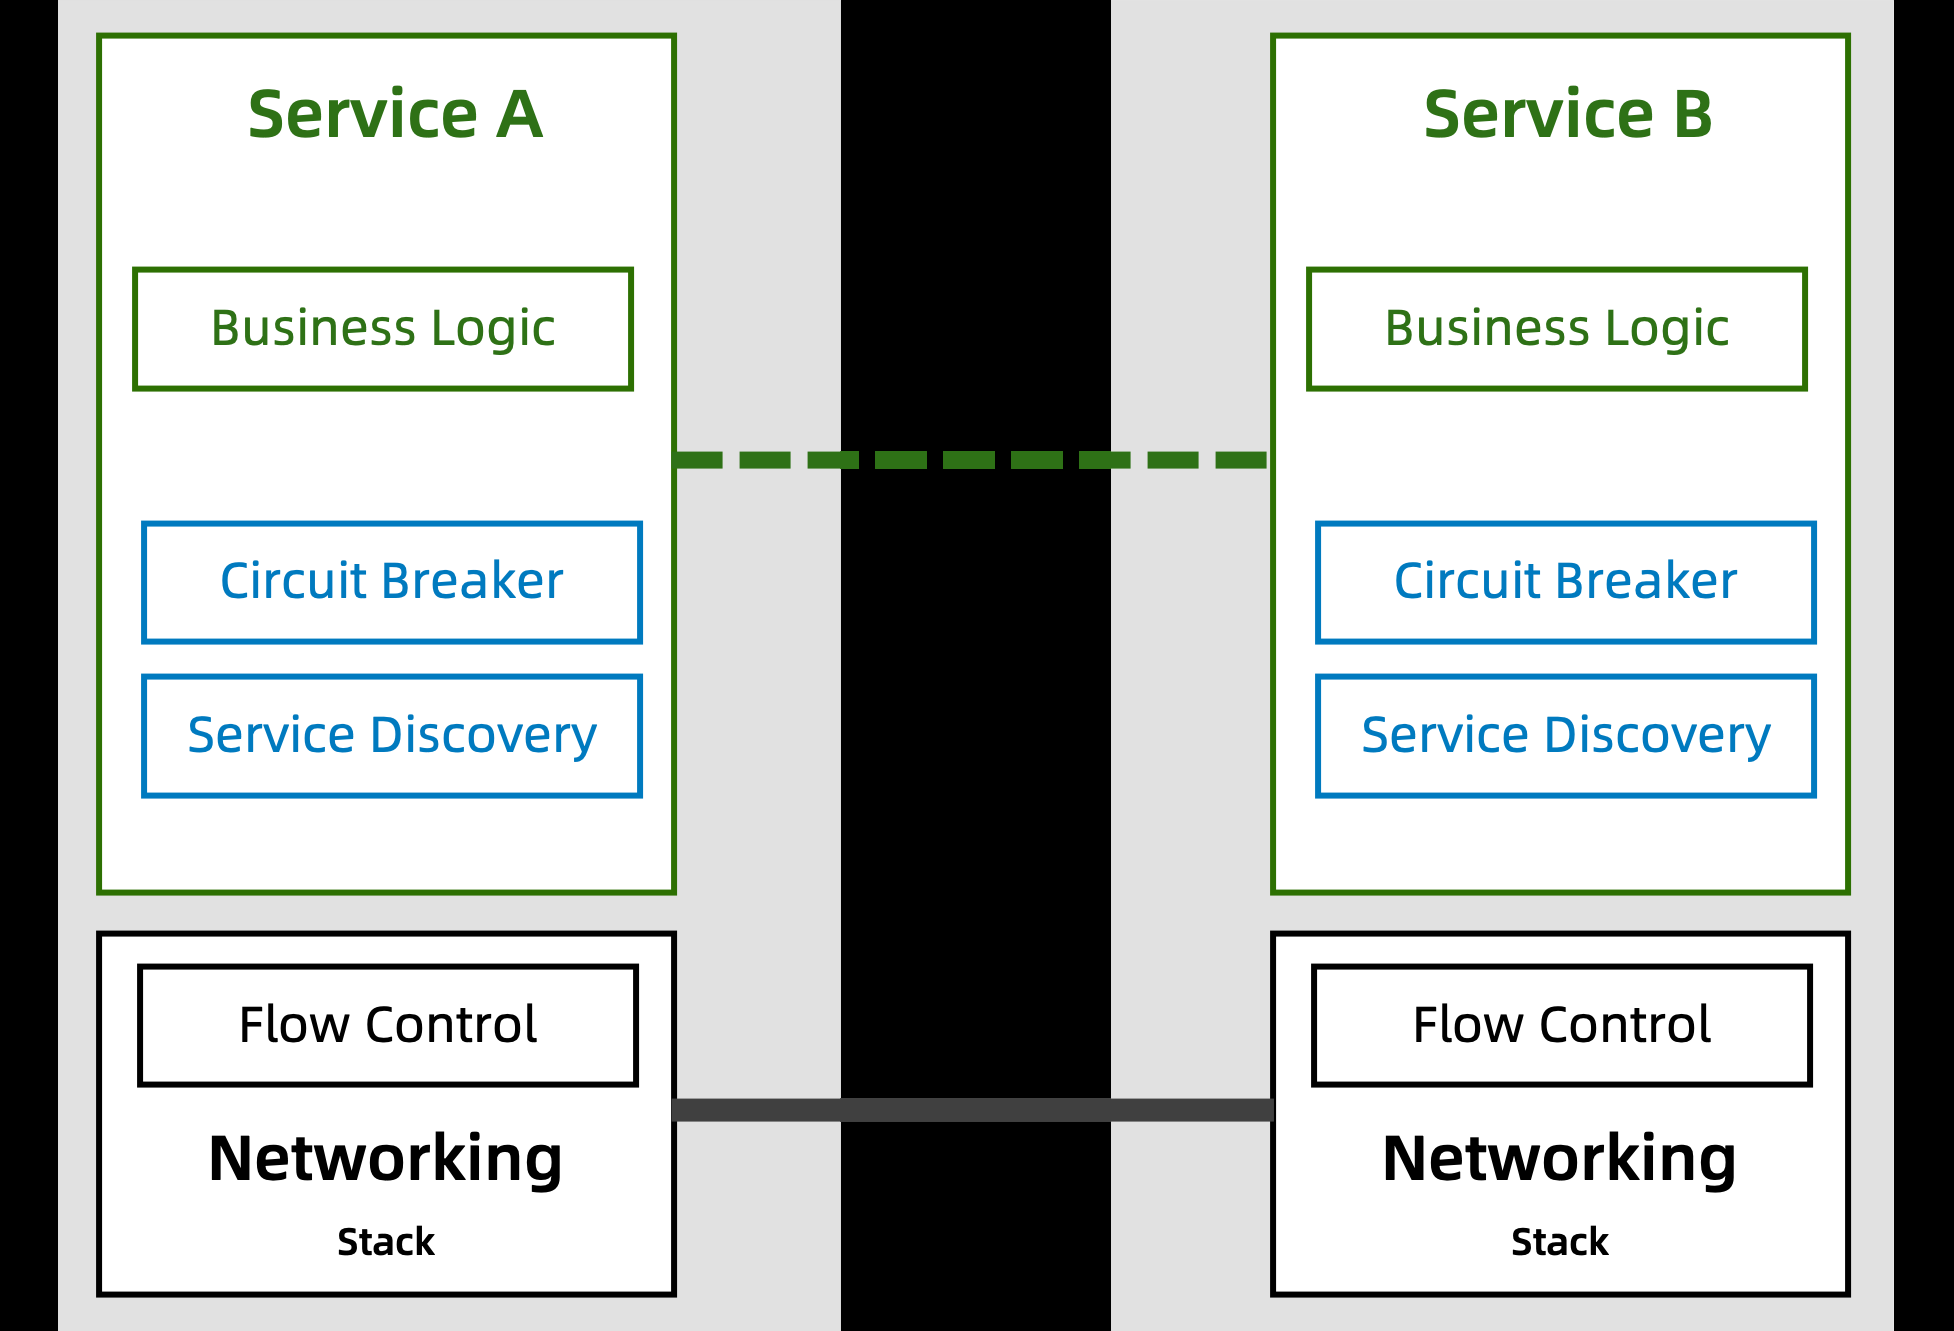 Service A
Business Logic
Circuit Breaker
Service Discovery
Flow Control
Networking
Stack
Service B
Business Logic
Circuit Breaker
Service Discovery
Flow Control
Networking
Stack